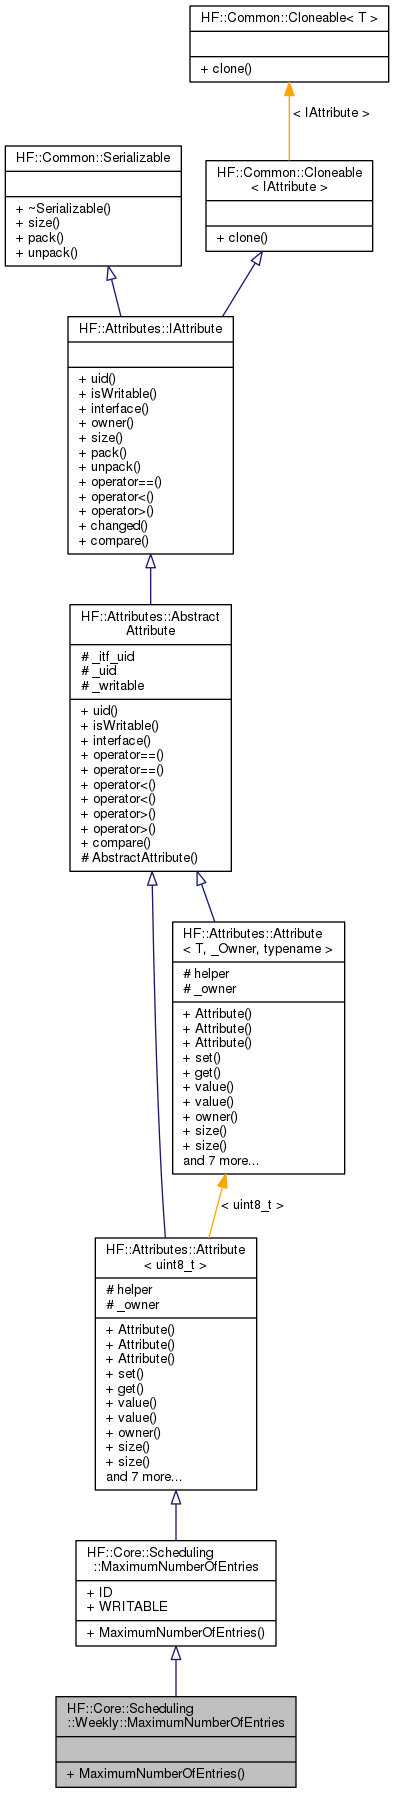 HF::Common::Cloneable< T >
+ clone()
< IAttribute >
HF::Common::Serializable
+ ~Serializable()
+ size()
+ pack()
+ unpack()
HF::Common::Cloneable
< IAttribute >
+ clone()
HF::Attributes::IAttribute
+ uid()
+ isWritable()
+ interface()
+ owner()
+ size()
+ pack()
+ unpack()
+ operator==()
+ operator<()
+ operator>()
+ changed()
+ compare()
HF::Attributes::Abstract
Attribute
# _itf_uid
# _uid
# _writable
+ uid()
+ isWritable()
+ interface()
+ operator==()
+ operator==()
+ operator<()
+ operator<()
+ operator>()
+ operator>()
+ compare()
# AbstractAttribute()
HF::Attributes::Attribute
< T, _Owner, typename >
# helper
# _owner
+ Attribute()
+ Attribute()
+ Attribute()
+ set()
+ get()
+ value()
+ value()
+ owner()
+ size()
+ size()
and 7 more...
< uint8_t >
HF::Attributes::Attribute
< uint8_t >
# helper
# _owner
+ Attribute()
+ Attribute()
+ Attribute()
+ set()
+ get()
+ value()
+ value()
+ owner()
+ size()
+ size()
and 7 more...
HF::Core::Scheduling
::MaximumNumberOfEntries
+ ID
+ WRITABLE
+ MaximumNumberOfEntries()
HF::Core::Scheduling
::Weekly::MaximumNumberOfEntries
+ MaximumNumberOfEntries()